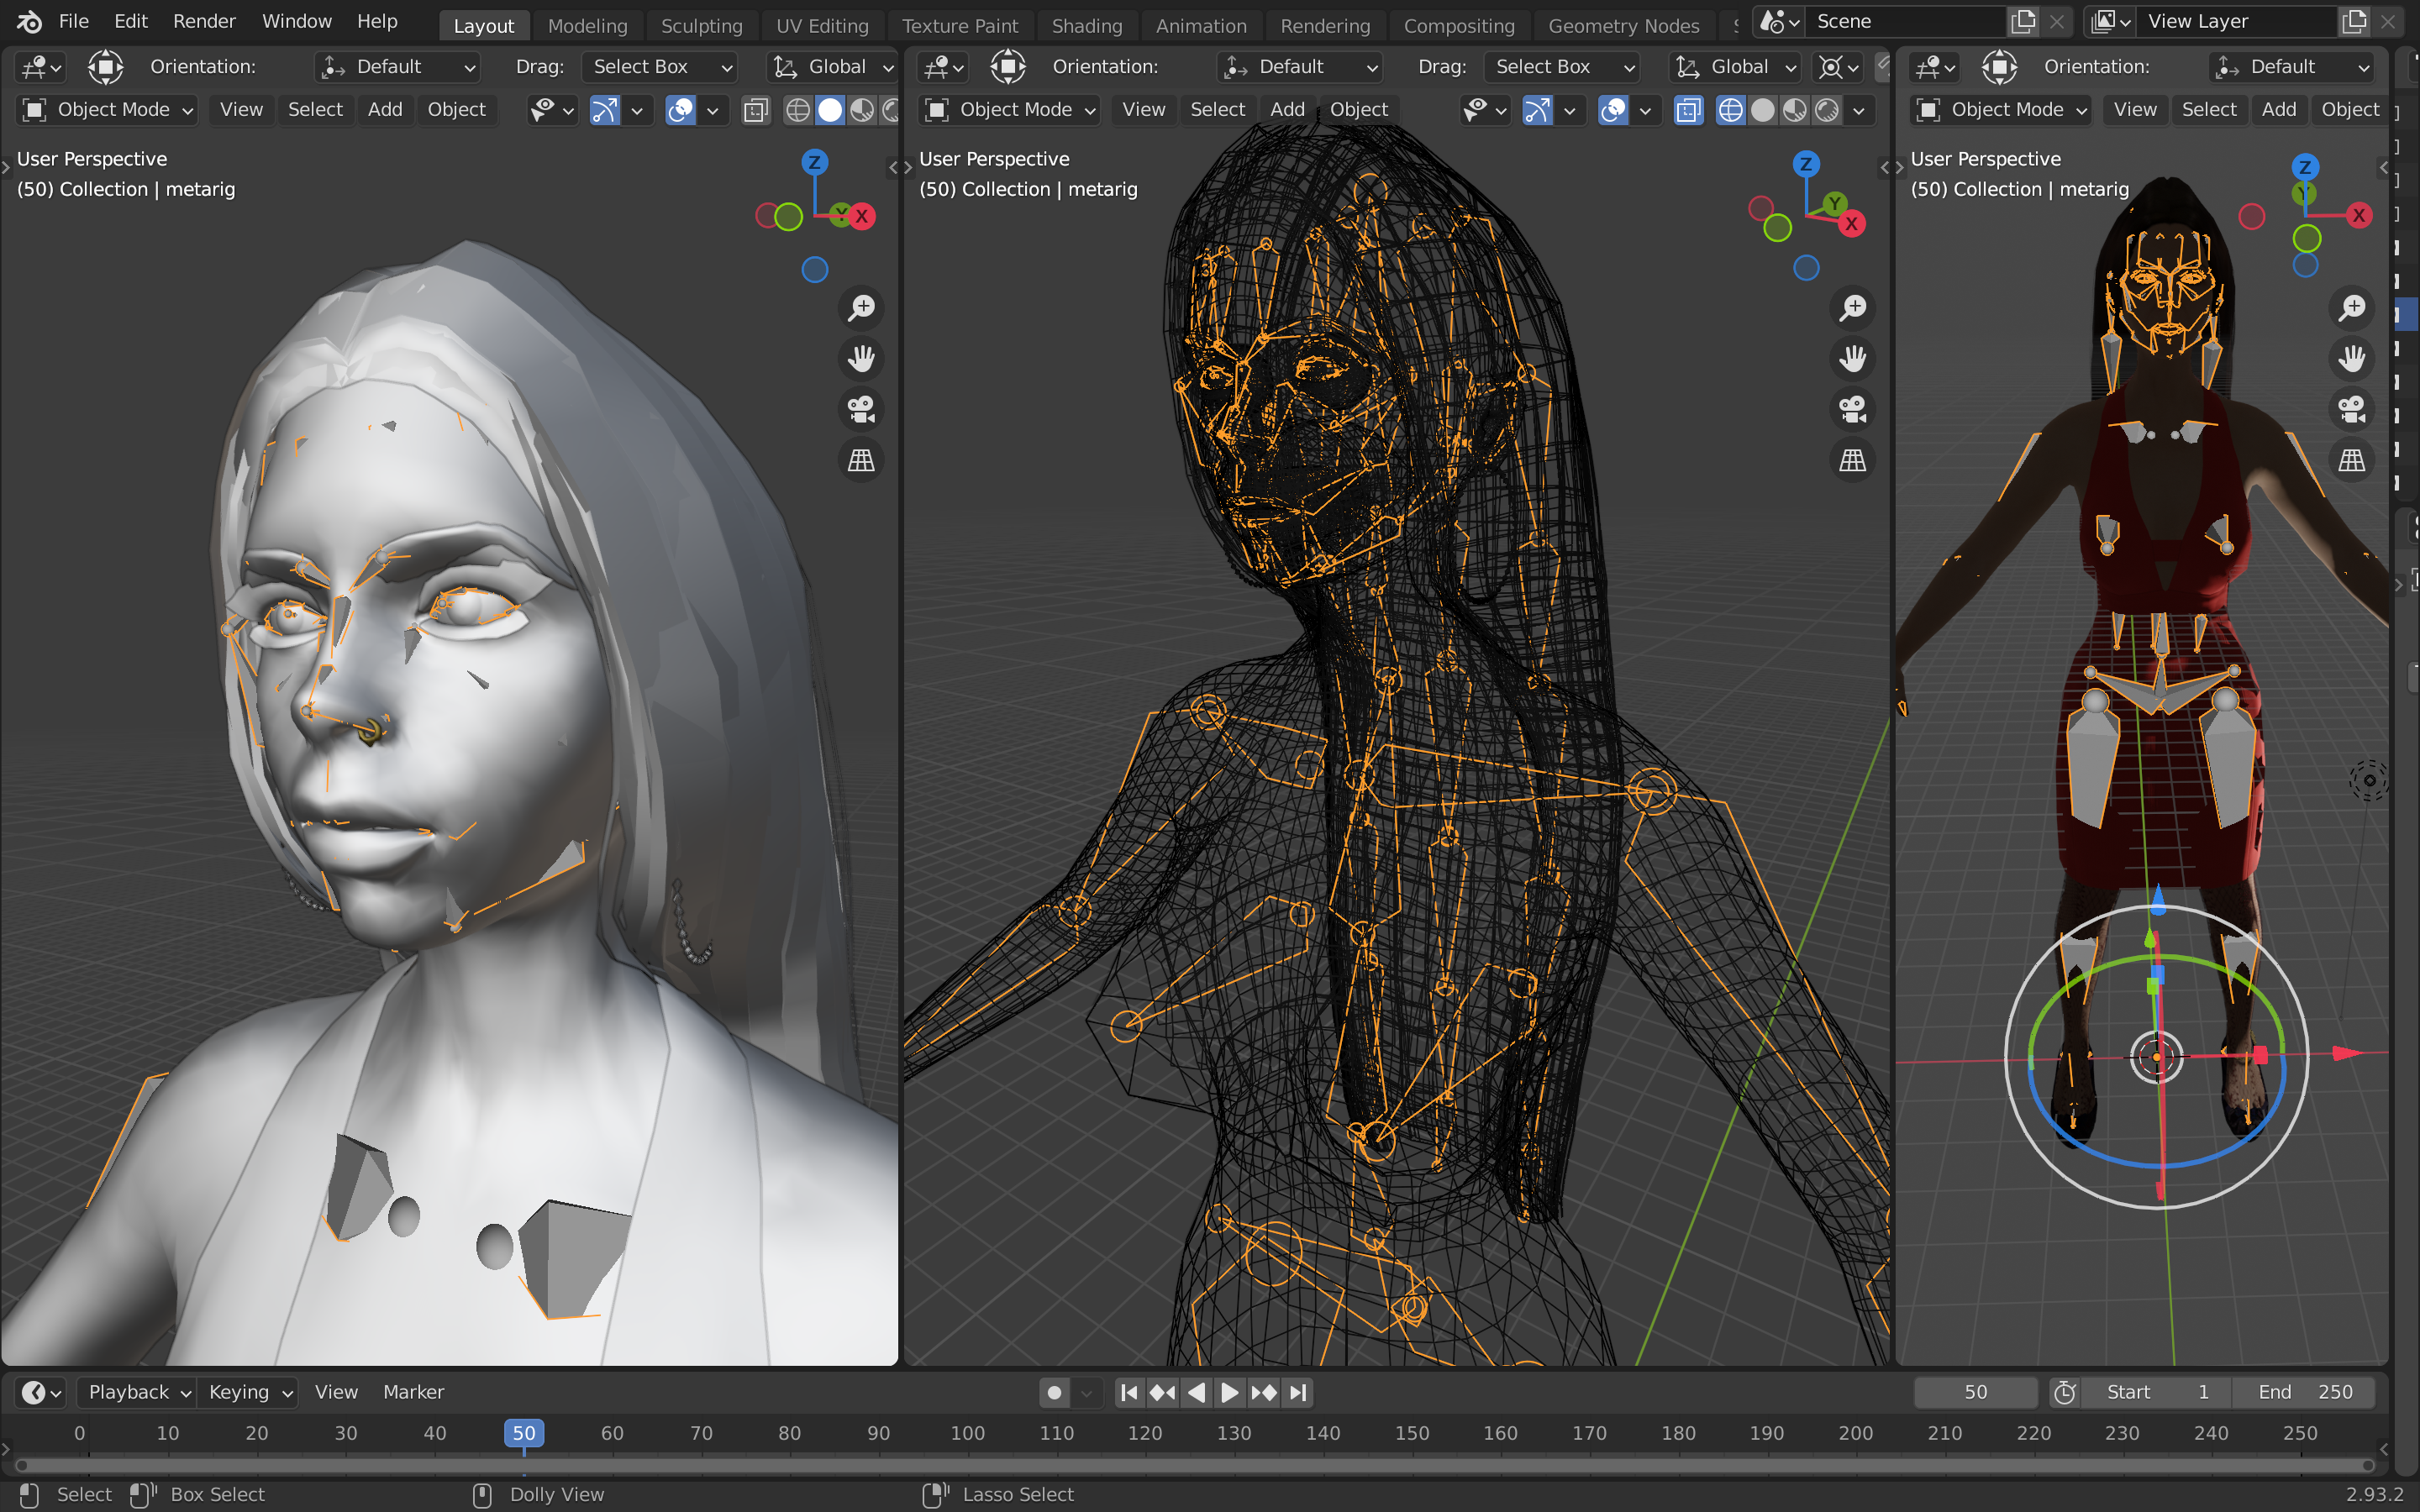 File Edit Render Window Help Layout Modeling Sculpting UV Editing Texture Paint Shading Animation Rendering Compositing Geometry Nodes Scene View Layer
Orientation: Default Drag: Select Box Global Orientation: Default Drag: Select Box Global Orientation: Default
Object Mode View Select Add Object Object Mode View Select Add Object Object Mode View Select Add Object
User Perspective
(50) Collection | metarig
Z
Y X
User Perspective
(50) Collection | metarig
Z
Y
X
User Perspective
(50) Collection | metarig
Z
Y
X
Playback Keying View Marker 50 Start 1 End 250
0 10 20 30 40 50 60 70 80 90 100 110 120 130 140 150 160 170 180 190 200 210 220 230 240 250
Select Box Select Dolly View Lasso Select 2.93.2